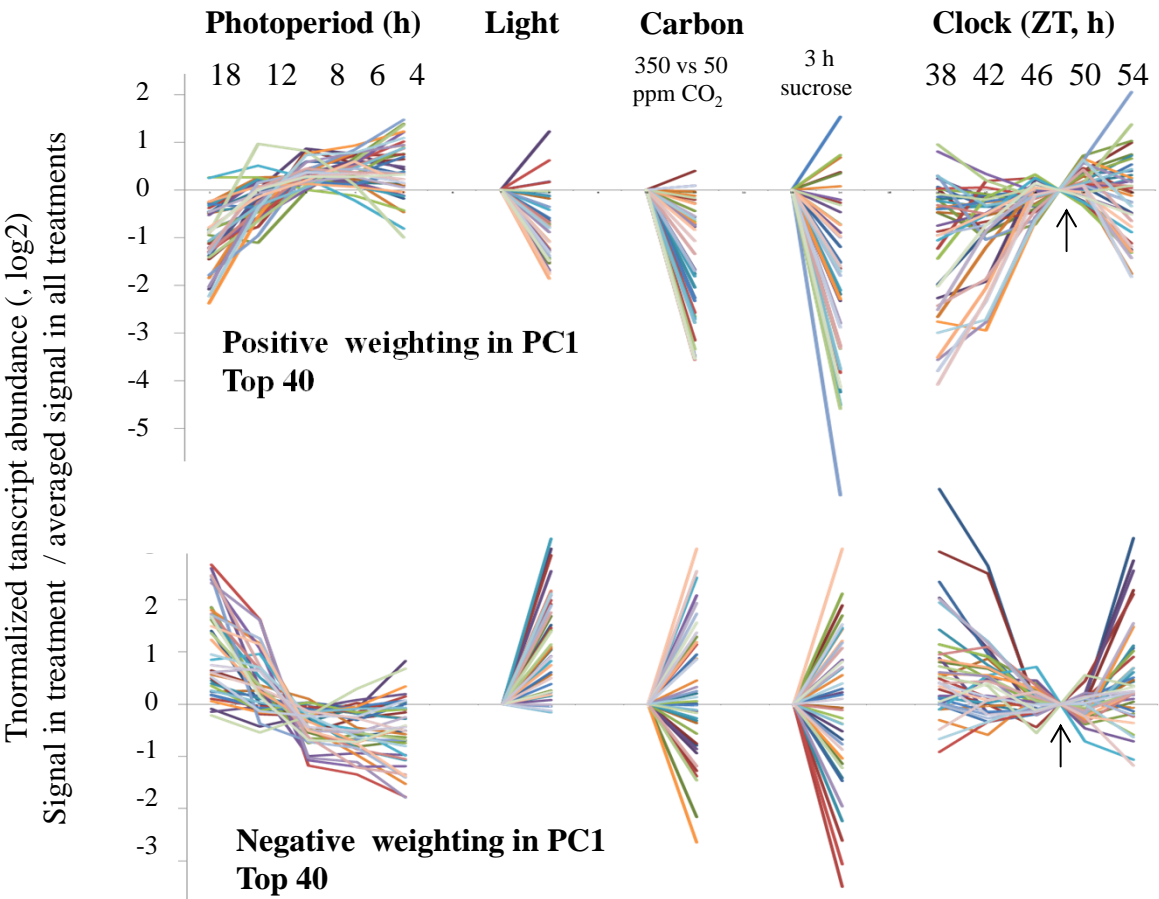 Photoperiod (h) Light Carbon Clock (ZT, h)
18 12 8 6 4 350 vs 50 ppm CO₂ 3 h sucrose 38 42 46 50 54
2
1
0
-1
-2
-3
-4
-5
Positive weighting in PC1
Top 40
2
1
0
-1
-2
-3
Negative weighting in PC1
Top 40
Tnormalized tanscript abundance (, log2)
Signal in treatment / averaged signal in all treatments